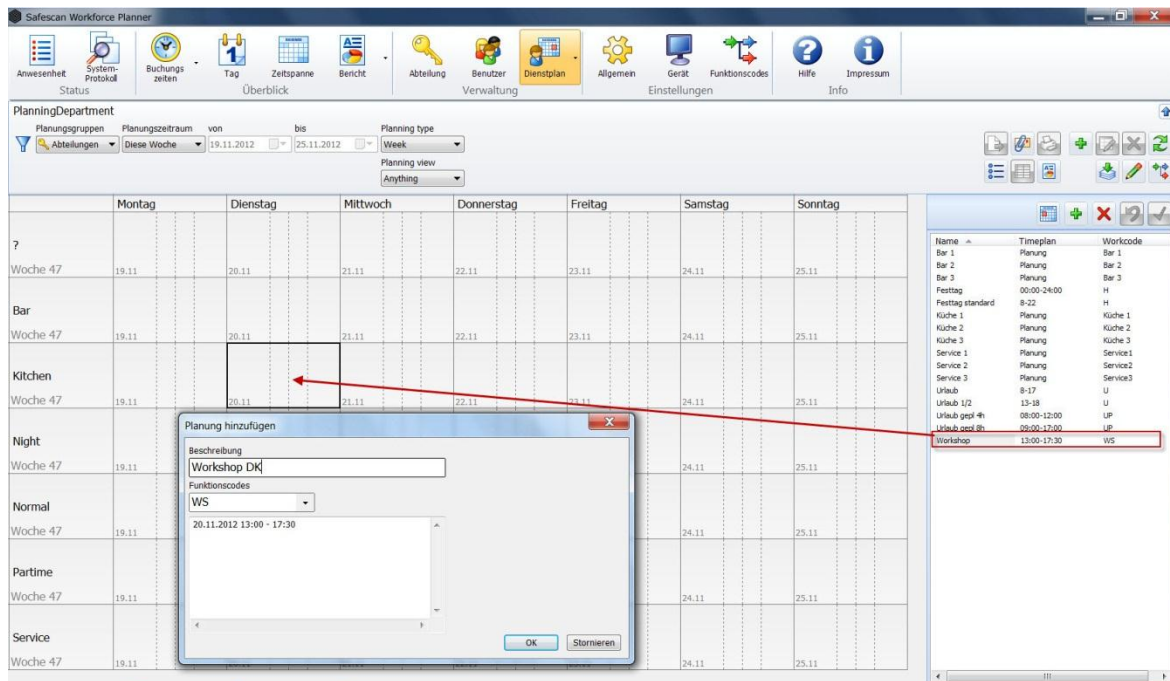 Safescan Workforce Planner
Anwesenheit System-Protokoll Buchungs zeiten Tag Zeitspanne Bericht Abteilung Benutzer Dienstplan Allgemein Gerät Funktionscodes Hilfe Impressum
Status Überblick Verwaltung Einstellungen Info
PlanningDepartment
Planungsgruppen Planungszeitraum von bis Planning type
Abteilungen Diese Woche 19.11.2012 25.11.2012 Week
Planning view
Anything
Montag Dienstag Mittwoch Donnerstag Freitag Samstag Sonntag
?
Woche 47 19.11 20.11 21.11 22.11 23.11 24.11 25.11
Bar
Woche 47 19.11 20.11 21.11 22.11 23.11 24.11 25.11
Kitchen
Woche 47 19.11 20.11 21.11 22.11 23.11 24.11 25.11
Night
Woche 47 19.11 24.11 25.11
Normal
Woche 47 19.11 24.11 25.11
Partime
Woche 47 19.11 24.11 25.11
Service
Woche 47 19.11 24.11 25.11
Planung hinzufügen
Beschreibung
Workshop DK
Funktionscodes
WS
20.11.2012 13:00 - 17:30
OK Stornieren
Name Timeplan Workcode
Bar 1 Planung Bar 1
Bar 2 Planung Bar 2
Bar 3 Planung Bar 3
Festtag 00:00-24:00 H
Festtag standard 8-22 H
Küche 1 Planung Küche 1
Küche 2 Planung Küche 2
Küche 3 Planung Küche 3
Service 1 Planung Service1
Service 2 Planung Service2
Service 3 Planung Service3
Urlaub 8-17 U
Urlaub 1/2 13-18 U
Urlaub gepl 4h 08:00-12:00 UP
Urlaub gepl 8h 09:00-17:00 UP
Workshop 13:00-17:30 WS